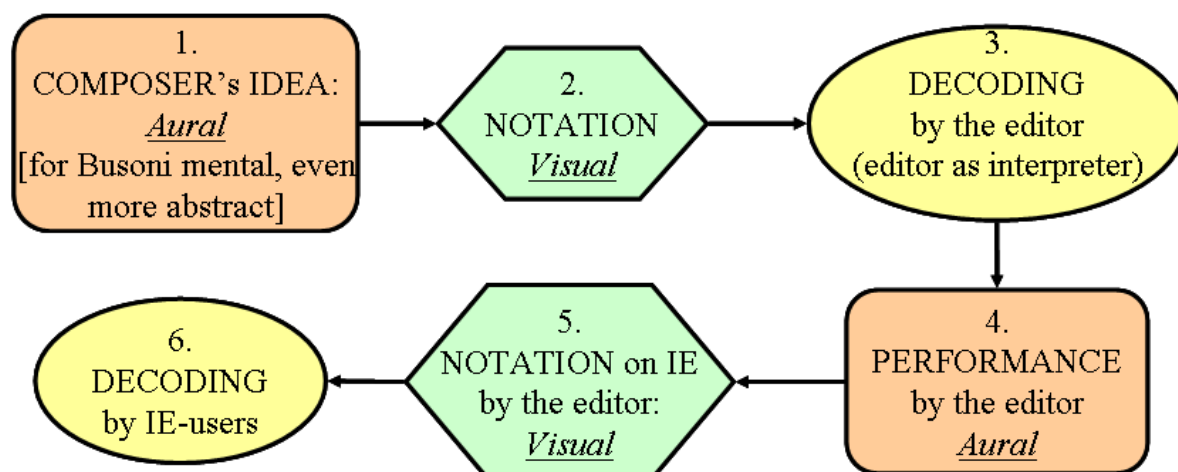 1.
COMPOSER's IDEA:
Aural
[for Busoni mental, even
more abstract]
2.
NOTATION
Visual
3.
DECODING
by the editor
(editor as interpreter)
4.
PERFORMANCE
by the editor
Aural
5.
NOTATION on IE
by the editor:
Visual
6.
DECODING
by IE-users